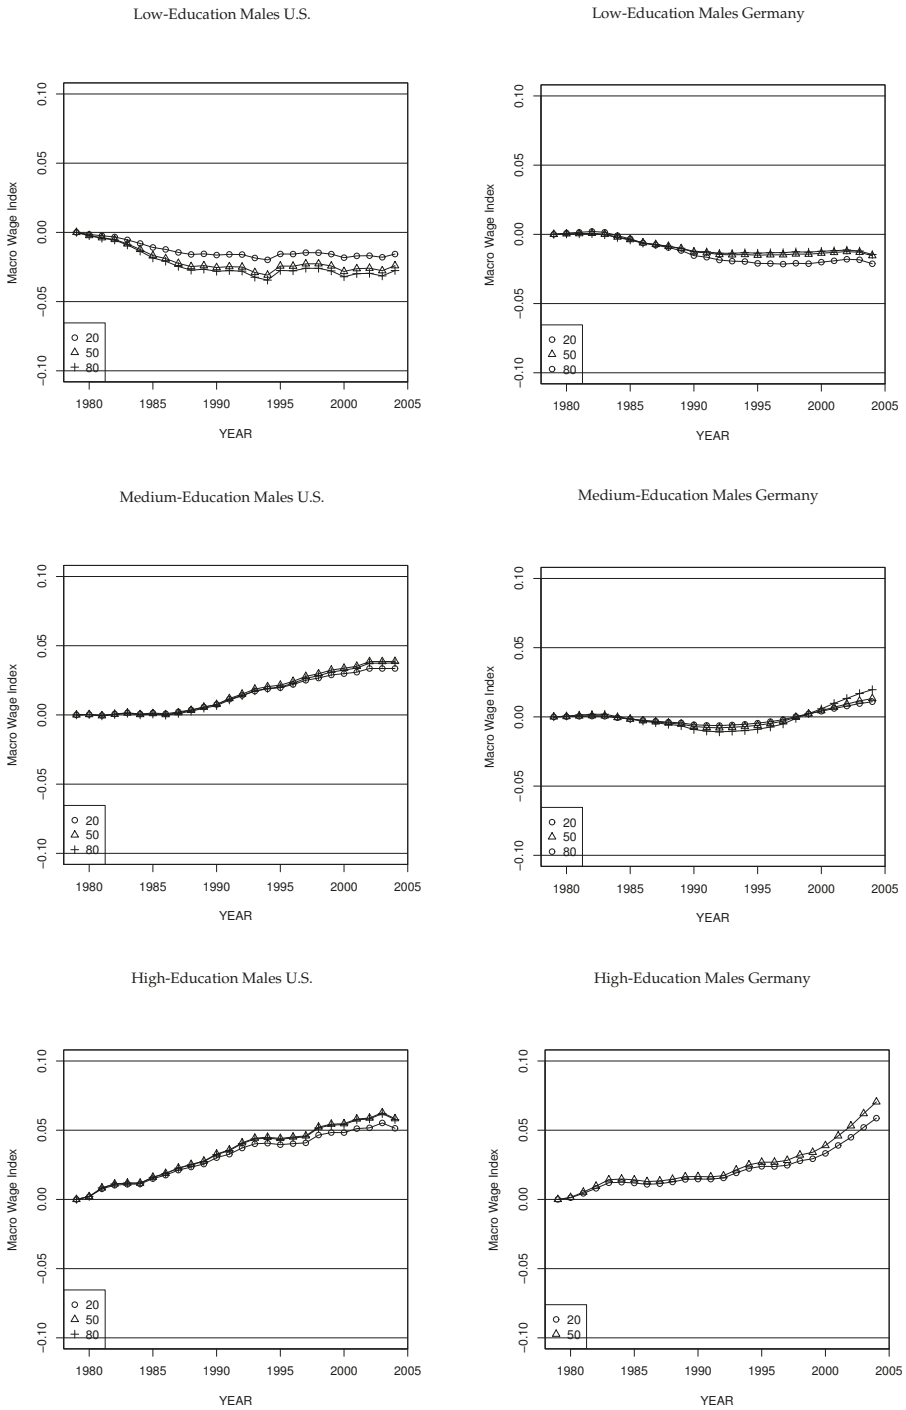 Low-Education Males U.S.
Macro Wage Index
0.10
0.05
0.00
−0.05
−0.10
20
50
80
1980 1985 1990 1995 2000 2005
YEAR
Low-Education Males Germany
Macro Wage Index
0.10
0.05
0.00
−0.05
−0.10
20
50
80
1980 1985 1990 1995 2000 2005
YEAR
Medium-Education Males U.S.
Macro Wage Index
0.10
0.05
0.00
−0.05
−0.10
20
50
80
1980 1985 1990 1995 2000 2005
YEAR
Medium-Education Males Germany
Macro Wage Index
0.10
0.05
0.00
−0.05
−0.10
20
50
80
1980 1985 1990 1995 2000 2005
YEAR
High-Education Males U.S.
Macro Wage Index
0.10
0.05
0.00
−0.05
−0.10
20
50
80
1980 1985 1990 1995 2000 2005
YEAR
High-Education Males Germany
Macro Wage Index
0.10
0.05
0.00
−0.05
−0.10
20
50
1980 1985 1990 1995 2000 2005
YEAR